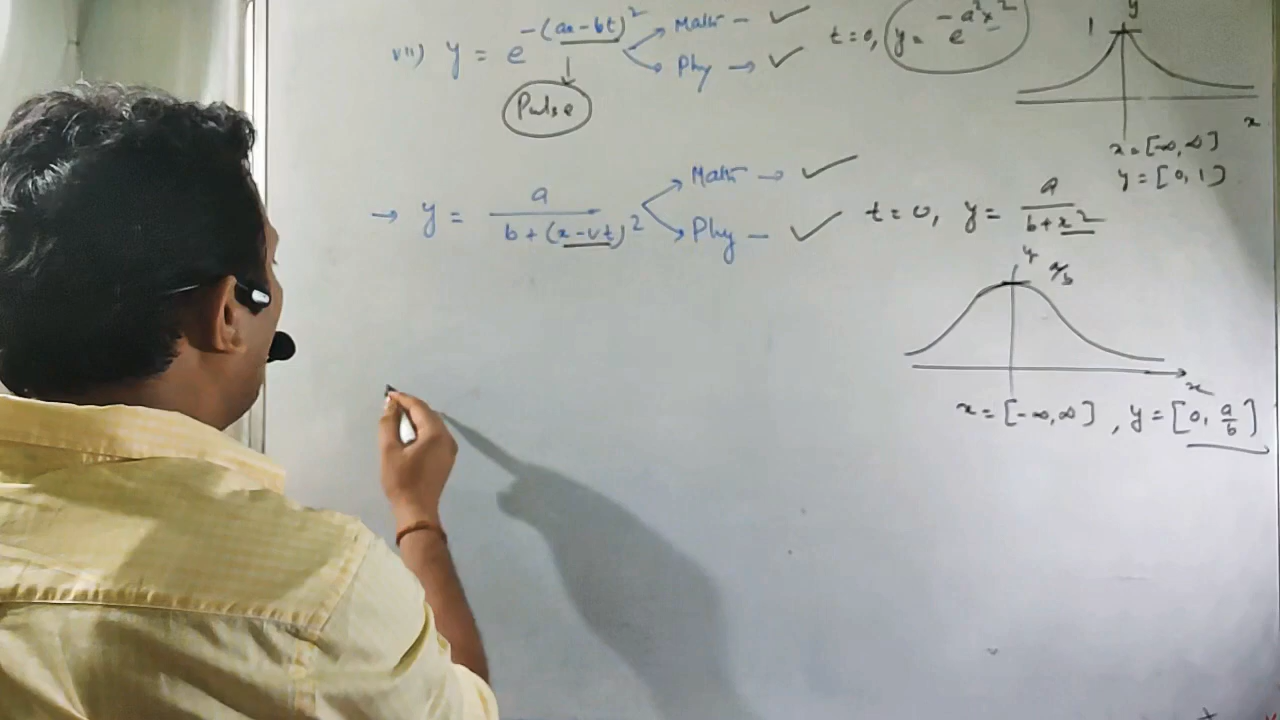 vii) y = e^{-(ax-bt)^2} Math - ✓ t=0, y = e^{-a^2x^2}
Phy → ✓
Pulse
1 y
x
x = [-∞, ∞]
y = [0, 1]
→ y = a / (b + (x-vt)^2) Math → ✓ t = 0, y = a / (b + x^2)
Phy - ✓
y a/b
x
x = [-∞, ∞], y = [0, a/b]